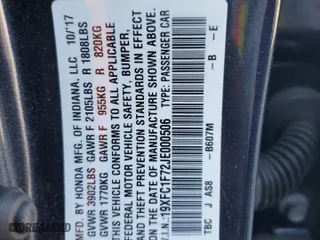 MFD. BY HONDA MFG. OF INDIANA, LLC 10/17
GVWR 3902LBS GAWR F 2105LBS R 1808LBS
GVWR 1770KG GAWR F 955KG R 820KG
THIS VEHICLE CONFORMS TO ALL APPLICABLE
FEDERAL MOTOR VEHICLE SAFETY, BUMPER,
AND THEFT PREVENTION STANDARDS IN EFFECT
ON THE DATE OF MANUFACTURE SHOWN ABOVE.
V.I.N.: 19XFC1F72JE000506 TYPE: PASSENGER CAR
-B607M -B -E
TBC J AS8